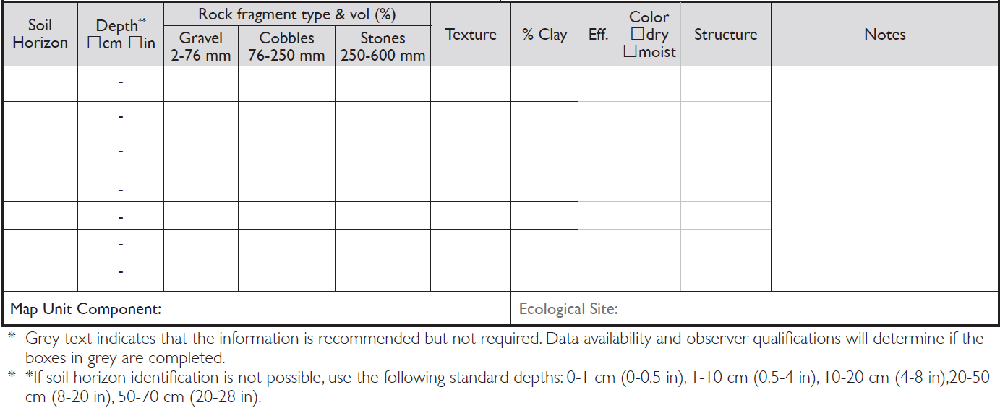 Soil Horizon
Depth**
☐cm ☐in
Rock fragment type & vol (%)
Gravel
2-76 mm
Cobbles
76-250 mm
Stones
250-600 mm
Texture
% Clay
Eff.
Color
☐dry
☐moist
Structure
Notes
-
-
-
-
-
-
-
Map Unit Component:
Ecological Site:
* Grey text indicates that the information is recommended but not required. Data availability and observer qualifications will determine if the
boxes in grey are completed.
* *If soil horizon identification is not possible, use the following standard depths: 0-1 cm (0-0.5 in), 1-10 cm (0.5-4 in), 10-20 cm (4-8 in),20-50
cm (8-20 in), 50-70 cm (20-28 in).